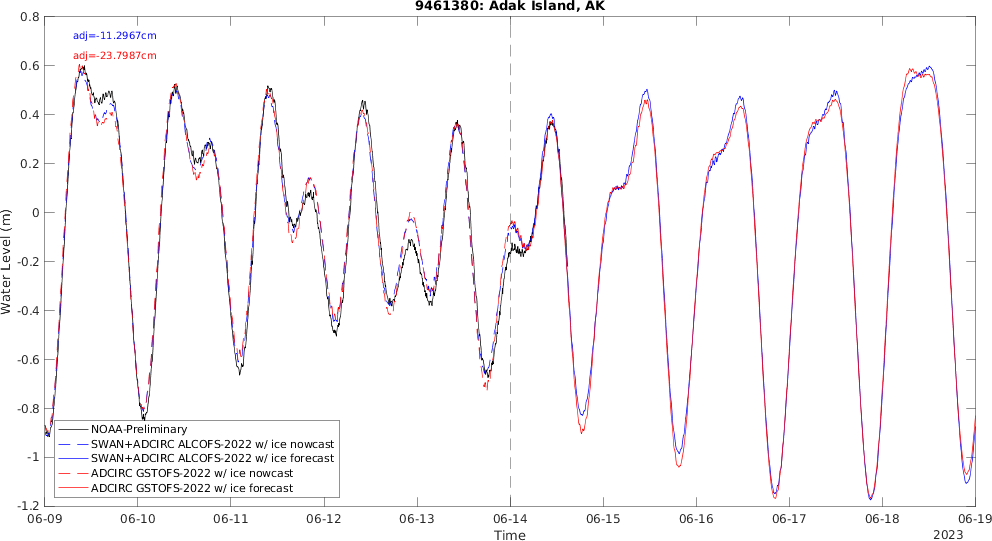 9461380: Adak Island, AK
adj=-11.2967cm
adj=-23.7987cm
Water Level (m)
0.8
0.6
0.4
0.2
0
-0.2
-0.4
-0.6
-0.8
-1
-1.2
NOAA-Preliminary
SWAN+ADCIRC ALCOFS-2022 w/ ice nowcast
SWAN+ADCIRC ALCOFS-2022 w/ ice forecast
ADCIRC GSTOFS-2022 w/ ice nowcast
ADCIRC GSTOFS-2022 w/ ice forecast
06-09 06-10 06-11 06-12 06-13 06-14 06-15 06-16 06-17 06-18 06-19
Time
2023